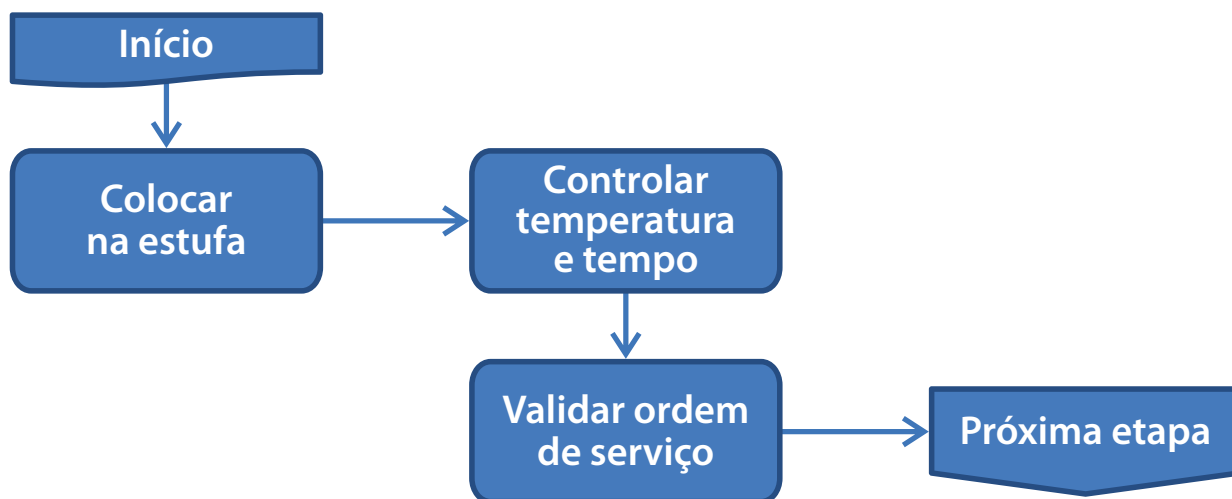 Início
Colocar
na estufa
Controlar
temperatura
e tempo
Validar ordem
de serviço
Próxima etapa